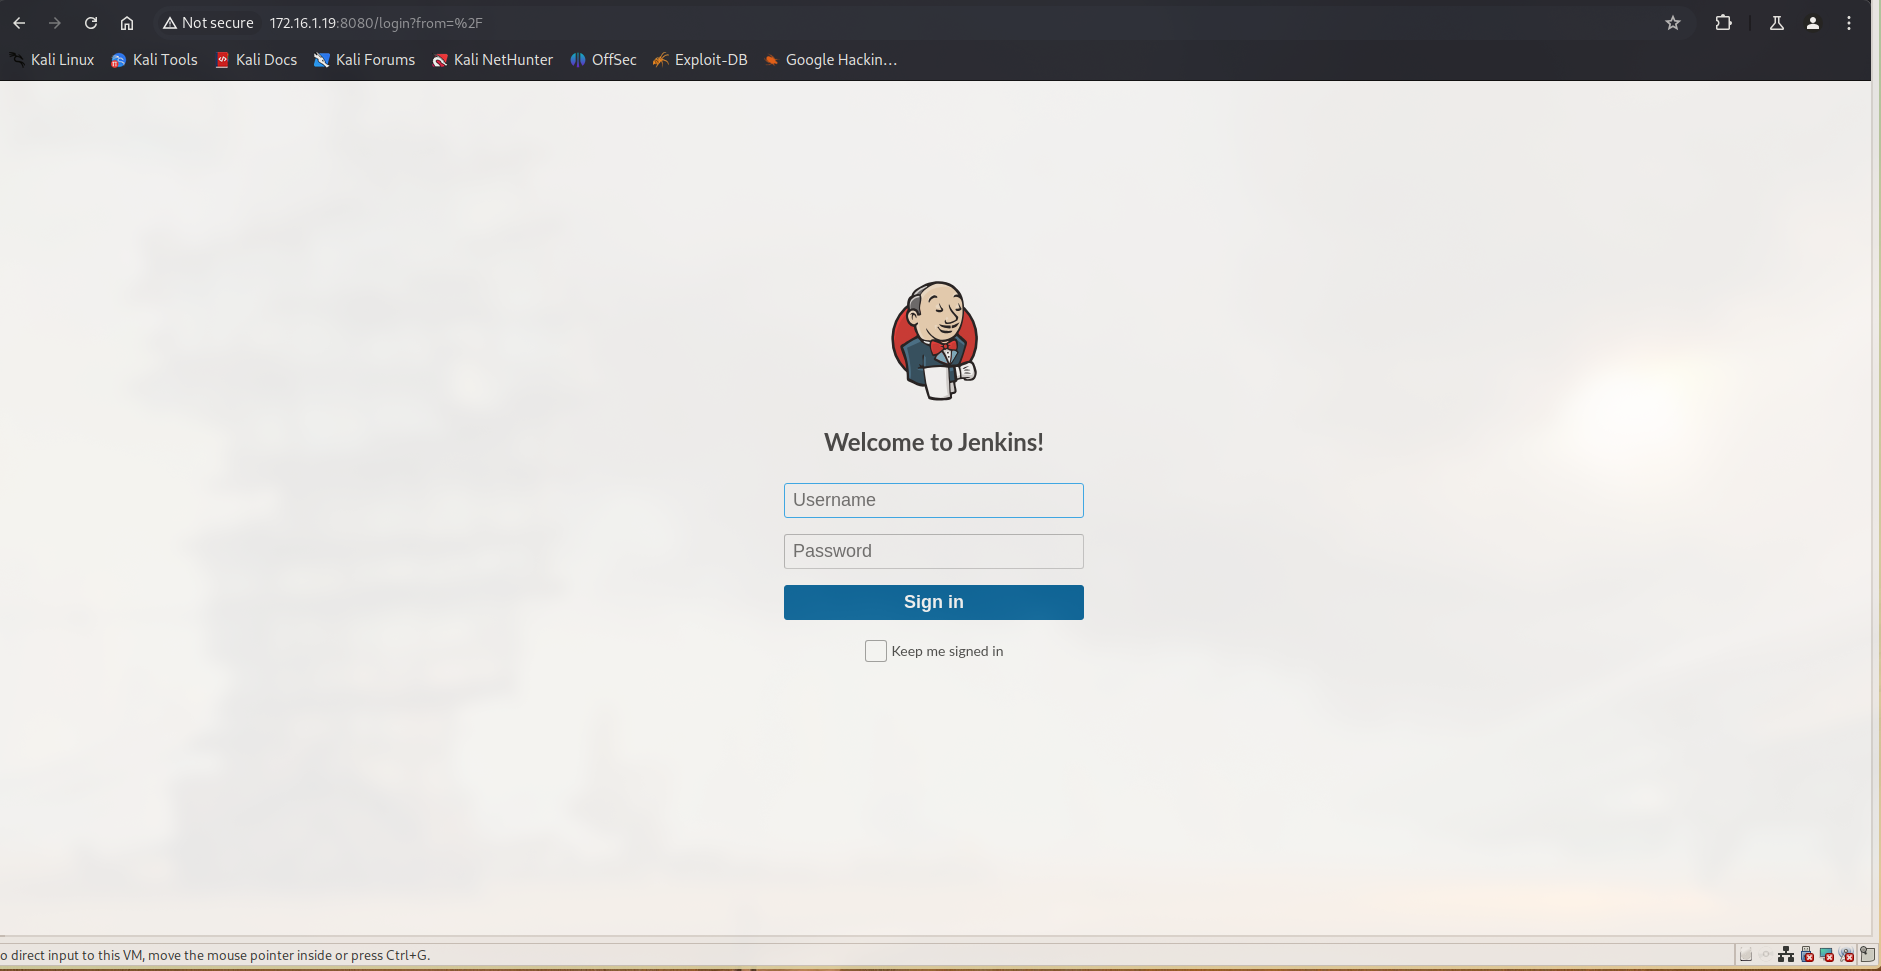 Not secure 172.16.1.19:8080/login?from=%2F
Kali Linux Kali Tools Kali Docs Kali Forums Kali NetHunter OffSec Exploit-DB Google Hackin...
Welcome to Jenkins!
Username
Password
Sign in
Keep me signed in
o direct input to this VM, move the mouse pointer inside or press Ctrl+G.